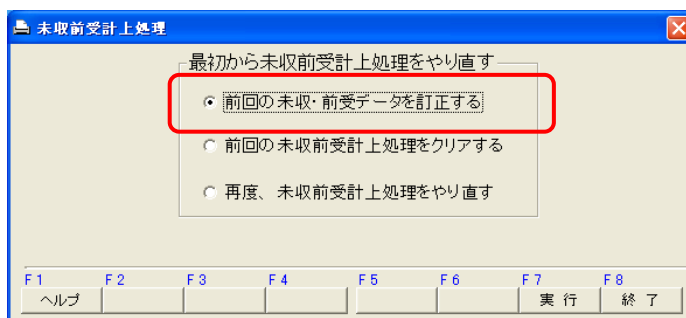 未収前受計上処理
最初から未収前受計上処理をやり直す
前回の未収・前受データを訂正する
前回の未収前受計上処理をクリアする
再度、未収前受計上処理をやり直す
F1 F2 F3 F4 F5 F6 F7 F8
ヘルプ 実行 終了